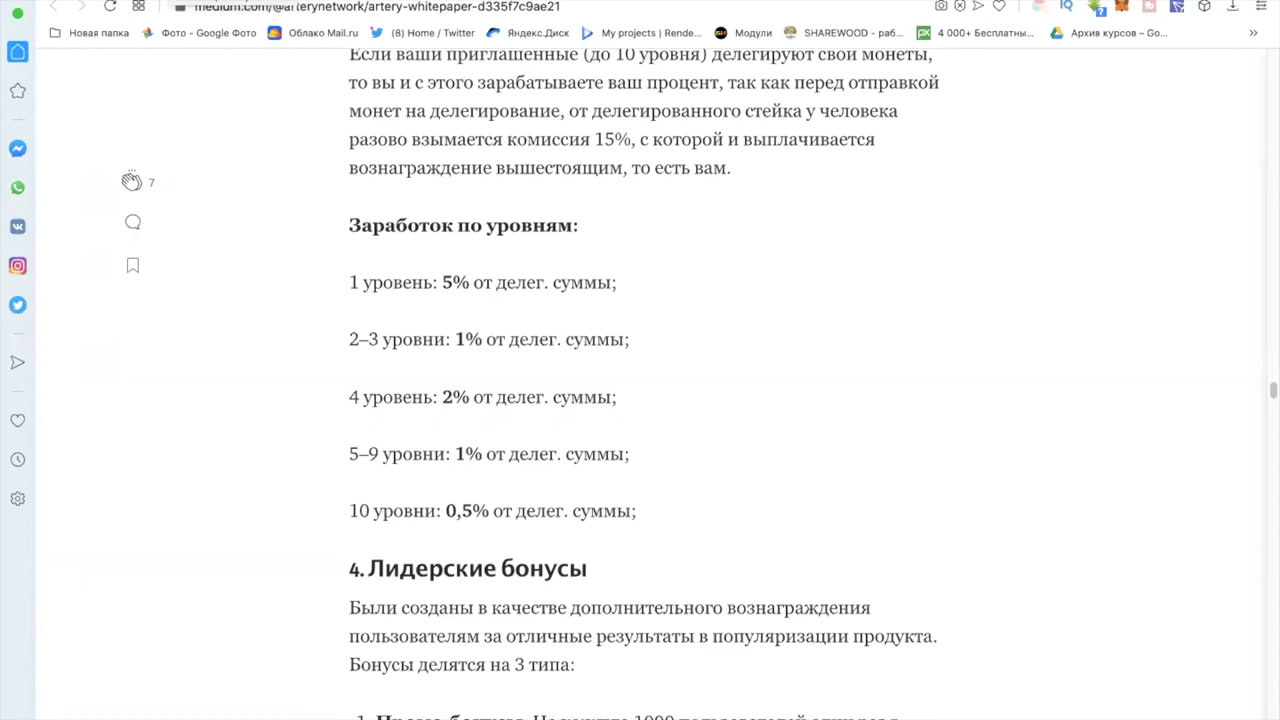 medium.com/@arterynetwork/artery-whitepaper-d335f7c9ae21
Новая папка Фото - Google Фото Облако Mail.ru (8) Home / Twitter Яндекс.Диск My projects | Rende... Модули SHAREWOOD - раб... 4 000+ Бесплатны... Архив курсов – Go...
Если ваши приглашенные (до 10 уровня) делегируют свои монеты,
то вы и с этого зарабатываете ваш процент, так как перед отправкой
монет на делегирование, от делегированного стейка у человека
разово взымается комиссия 15%, с которой и выплачивается
вознаграждение вышестоящим, то есть вам.
7
Заработок по уровням:
1 уровень: 5% от делег. суммы;
2–3 уровни: 1% от делег. суммы;
4 уровень: 2% от делег. суммы;
5–9 уровни: 1% от делег. суммы;
10 уровни: 0,5% от делег. суммы;
4. Лидерские бонусы
Были созданы в качестве дополнительного вознаграждения
пользователям за отличные результаты в популяризации продукта.
Бонусы делятся на 3 типа: